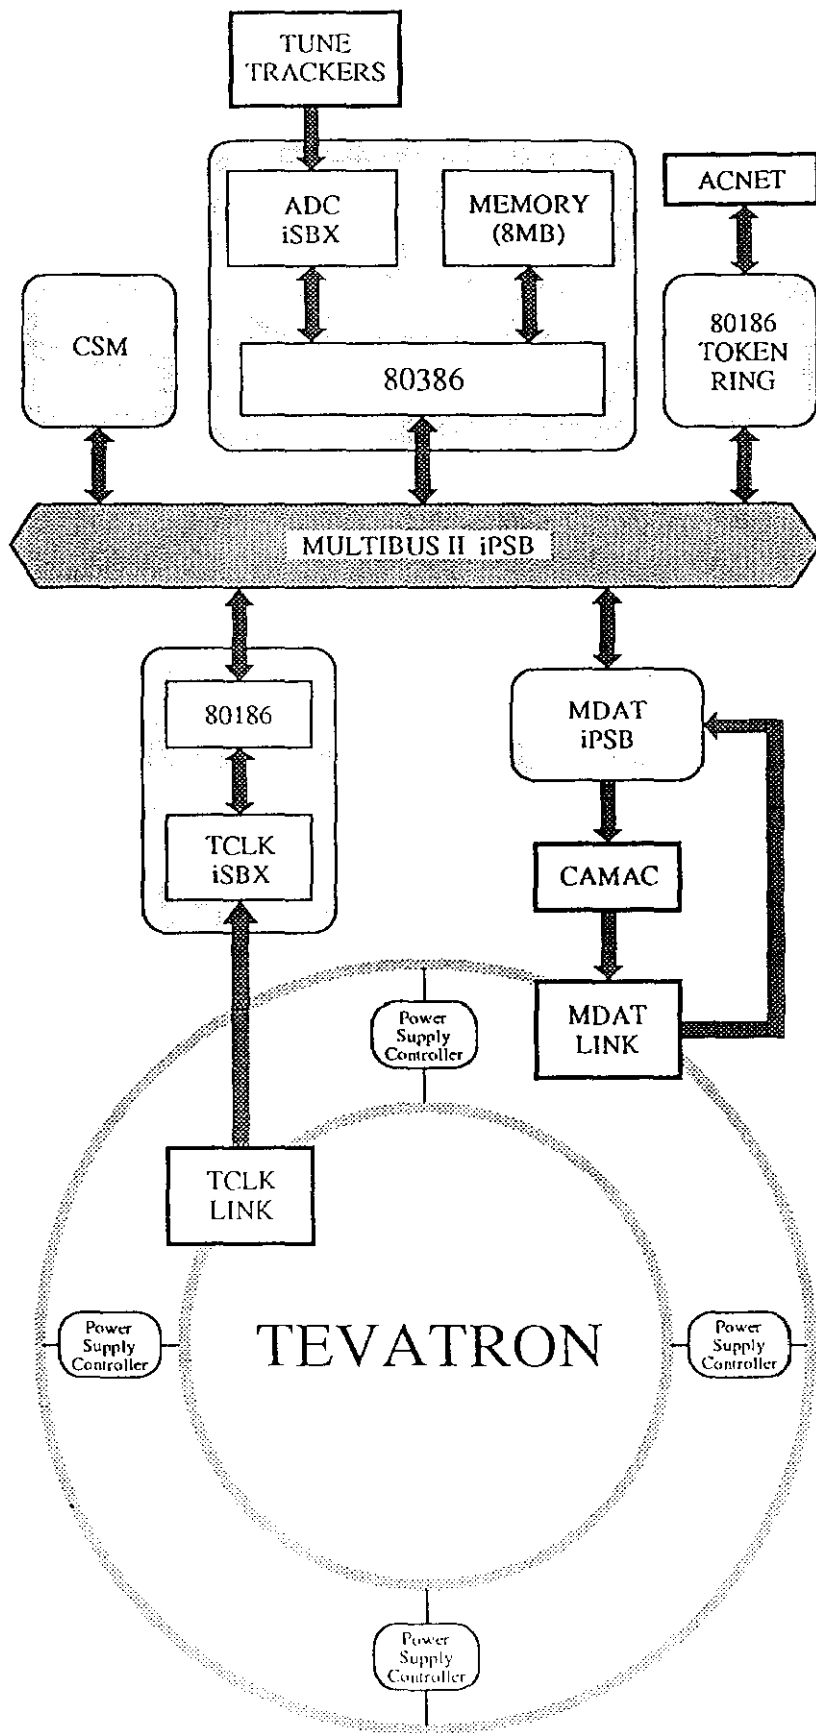 TUNE
TRACKERS
ADC
iSBX
MEMORY
(8MB)
ACNET
CSM
80386
80186
TOKEN
RING
MULTIBUS II iPSB
80186
TCLK
iSBX
MDAT
iPSB
CAMAC
MDAT
LINK
Power
Supply
Controller
TCLK
LINK
Power
Supply
Controller
TEVATRON
Power
Supply
Controller
Power
Supply
Controller